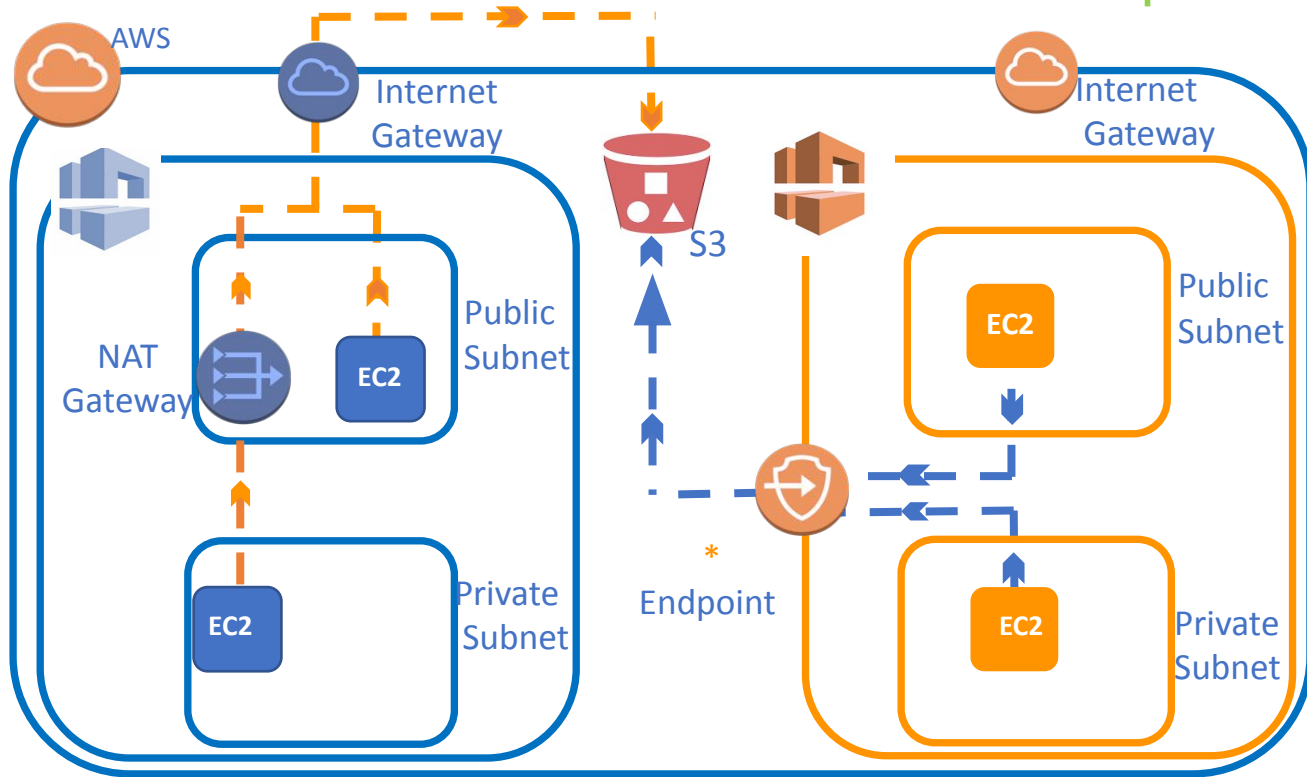 AWS
Internet
Gateway
Internet
Gateway
S3
Public
Subnet
EC2
NAT
Gateway
Public
Subnet
EC2
*
Endpoint
Private
Subnet
EC2
Private
Subnet
EC2